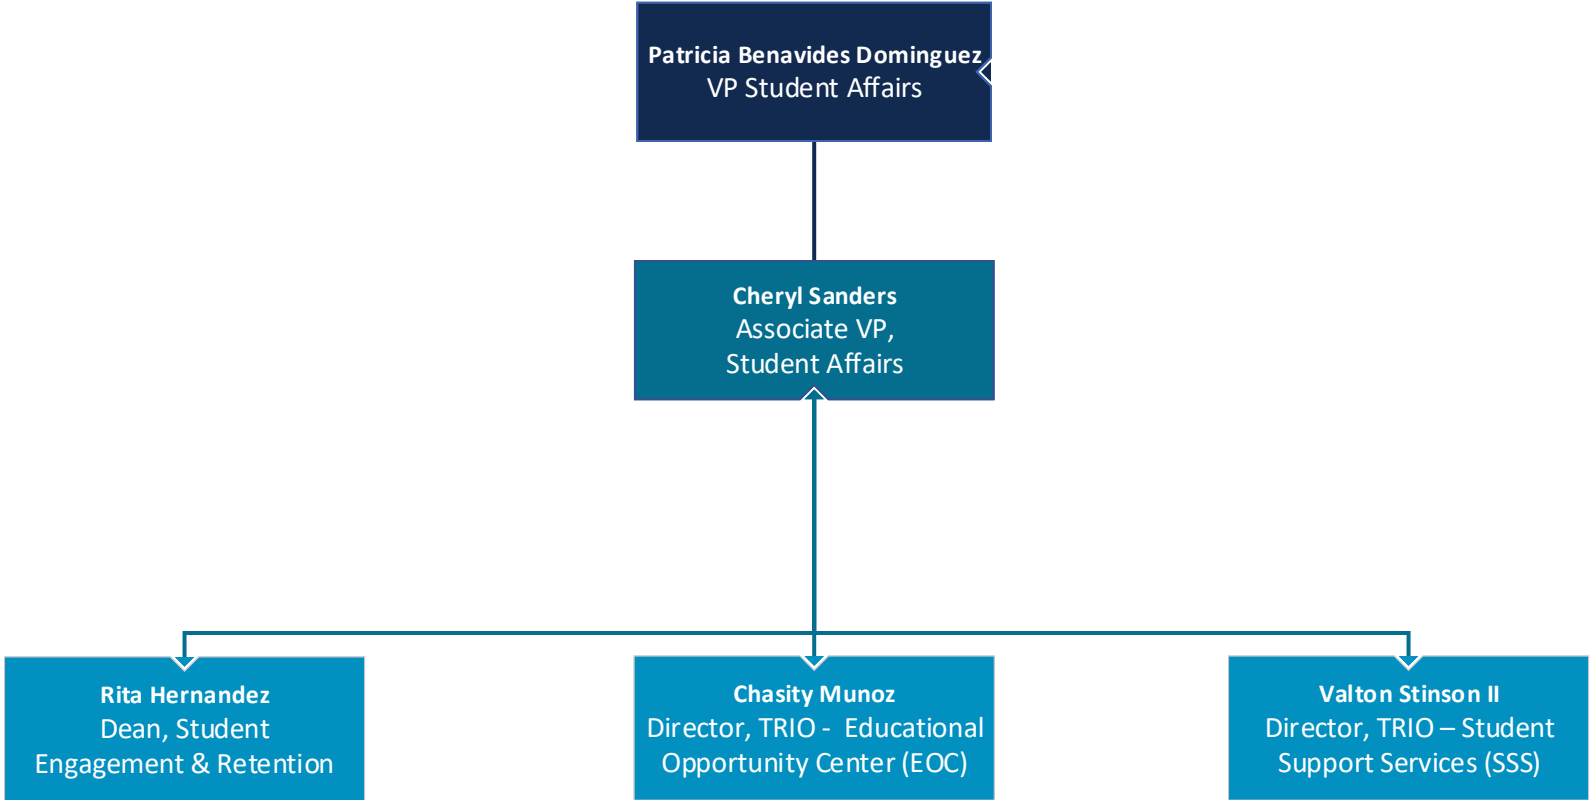 Patricia Benavides Dominguez
VP Student Affairs
Cheryl Sanders
Associate VP,
Student Affairs
Rita Hernandez
Dean, Student
Engagement & Retention
Chasity Munoz
Director, TRIO - Educational
Opportunity Center (EOC)
Valton Stinson II
Director, TRIO – Student
Support Services (SSS)